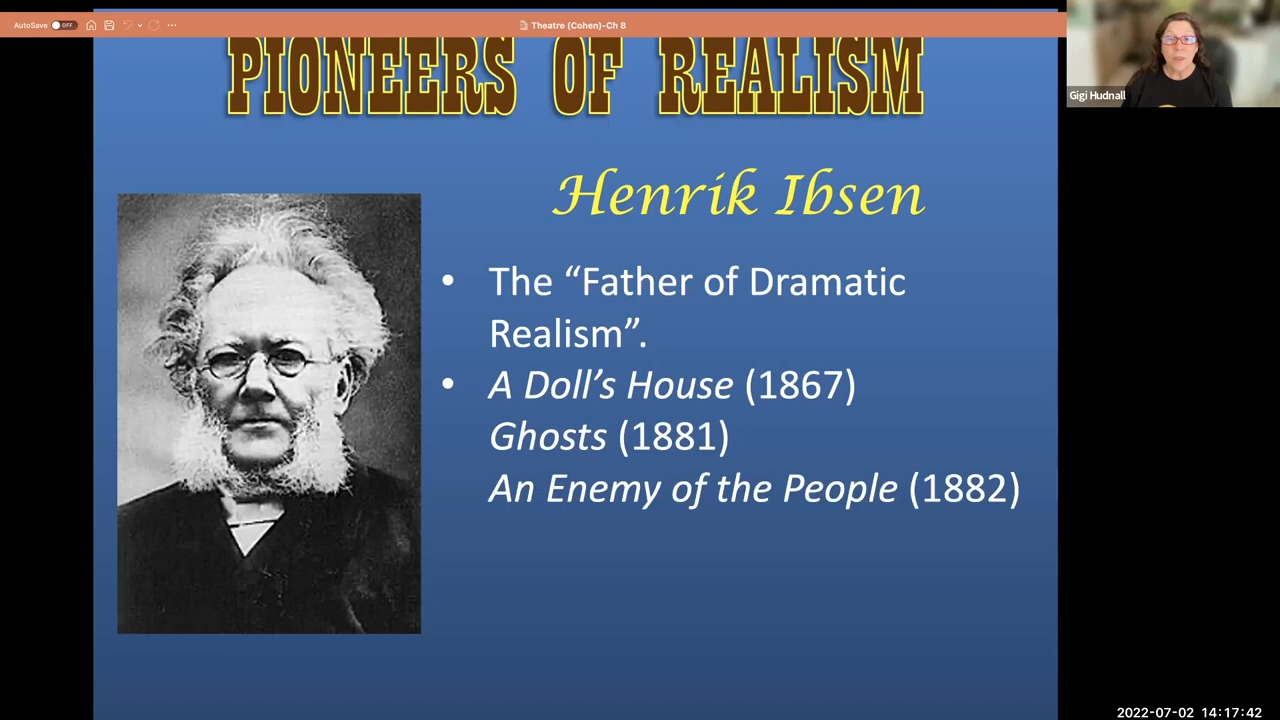 AutoSave OFF
Theatre (Cohen)-Ch 8
PIONEERS OF REALISM
Gigi Hudnall
Henrik Ibsen
• The “Father of Dramatic
Realism”.
• A Doll’s House (1867)
Ghosts (1881)
An Enemy of the People (1882)
2022-07-02 14:17:42